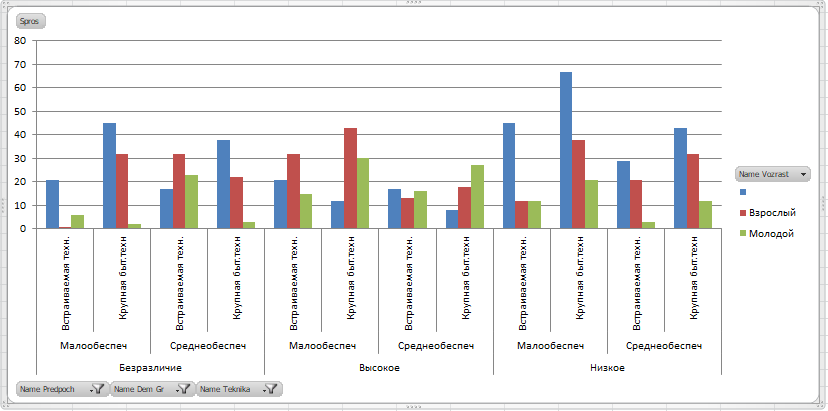 Spros
80
70
60
50
40
30
20
10
0
Встраиваемая техн.
Крупная быт.техн
Встраиваемая техн.
Крупная быт.техн
Встраиваемая техн.
Крупная быт.техн
Встраиваемая техн.
Крупная быт.техн
Встраиваемая техн.
Крупная быт.техн
Встраиваемая техн.
Крупная быт.техн
Малообеспеч Среднеобеспеч Малообеспеч Среднеобеспеч Малообеспеч Среднеобеспеч
Безразличие Высокое Низкое
Name Vozrast
Взрослый
Молодой
Name Predpoch Name Dem Gr Name Teknika